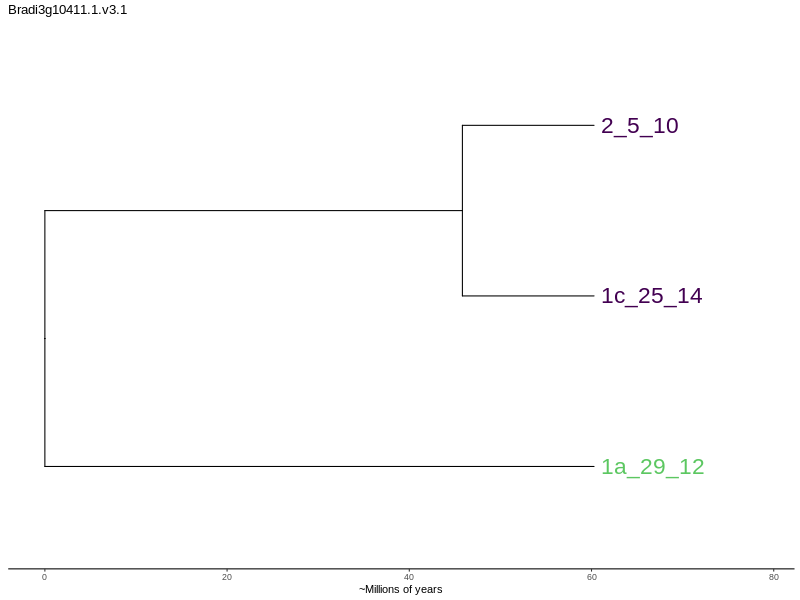 Bradi3g10411.1.v3.1
2_5_10
1c_25_14
1a_29_12
0 20 40 60 80
~Millions of years